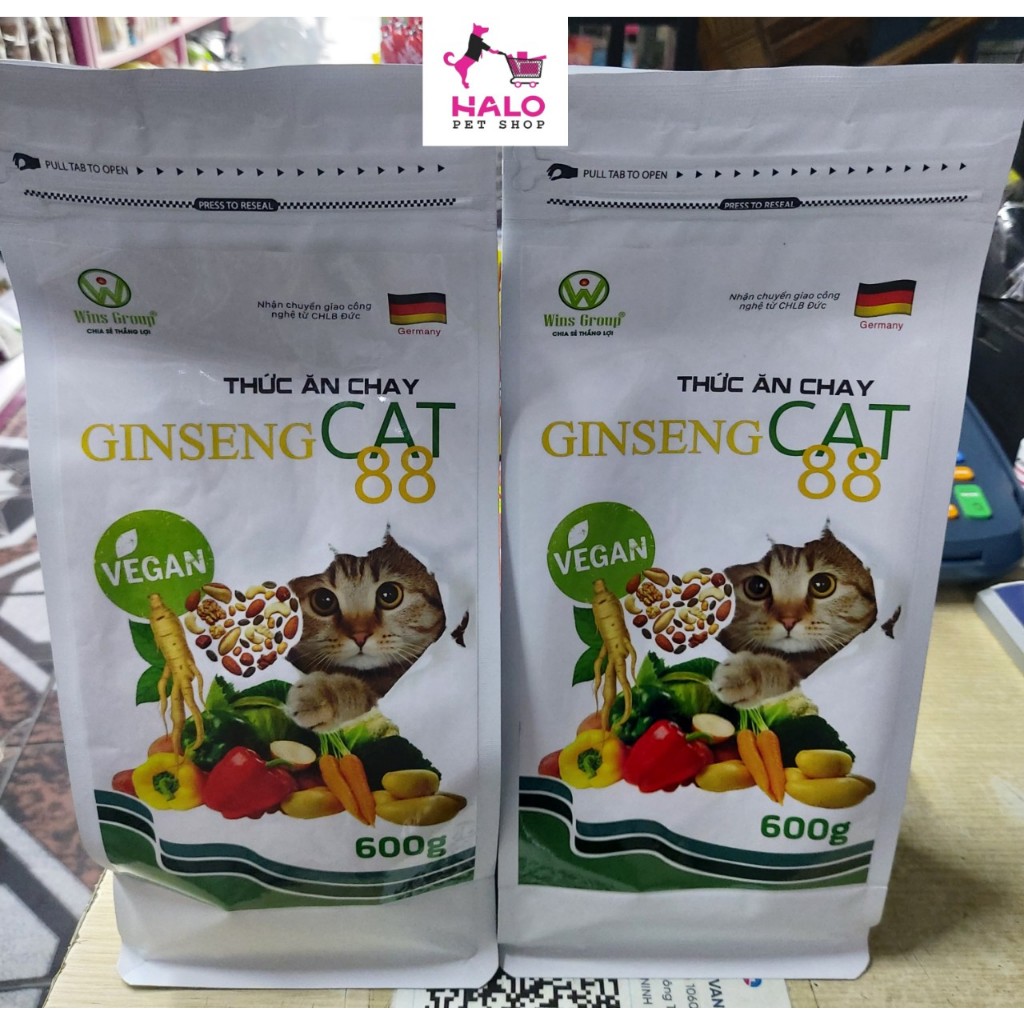 HALO
PET SHOP
PULL TAB TO OPEN
PRESS TO RESEAL
Wins Group®
CHIA SẺ THẮNG LỢI
Nhận chuyển giao công
nghệ từ CHLB Đức
Germany
THỨC ĂN CHAY
GINSENG CAT
88
VEGAN
600g
PULL TAB TO OPEN
PRESS TO RESEAL
Wins Group®
CHIA SẺ THẮNG LỢI
Nhận chuyển giao công
nghệ từ CHLB Đức
Germany
THỨC ĂN CHAY
GINSENG CAT
88
VEGAN
600g
VAN
1060
NINH